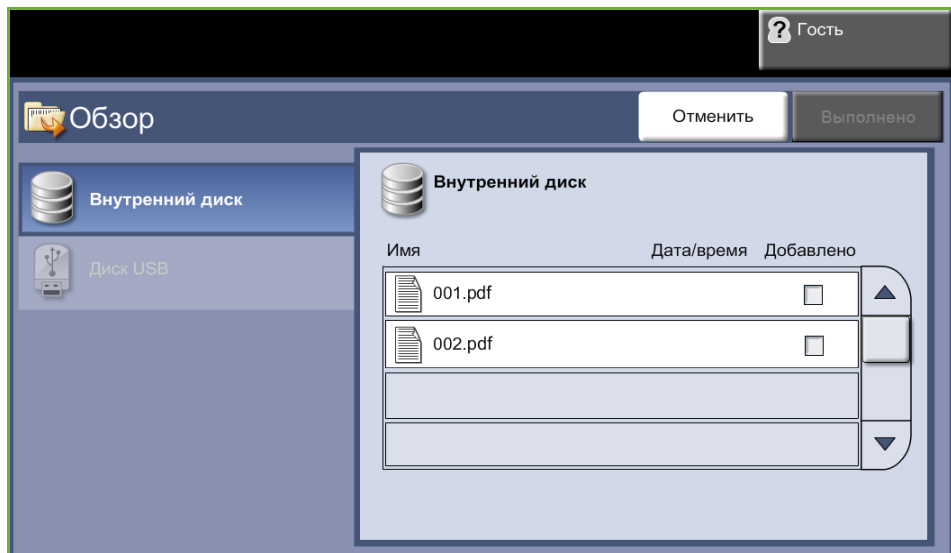 Гость
Обзор
Отменить
Выполнено
Внутренний диск
Диск USB
Внутренний диск
Имя Дата/время Добавлено
001.pdf
002.pdf